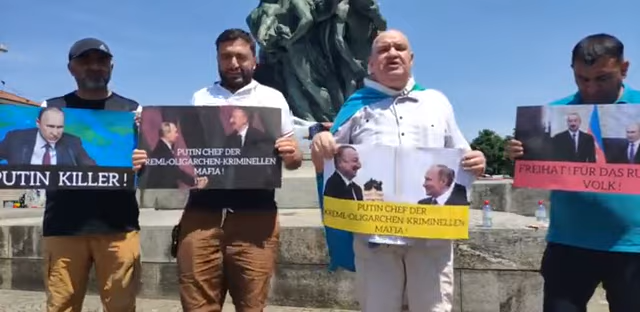 PUTIN KILLER!
PUTIN CHEF DER
KREML-OLIGARCHEN-KRIMINELLEN
MAFIA!
PUTIN CHEF DER
KREML-OLIGARCHEN-KRIMINELLEN
MAFIA!
FREIHAT! FÜR DAS RU
VOLK!